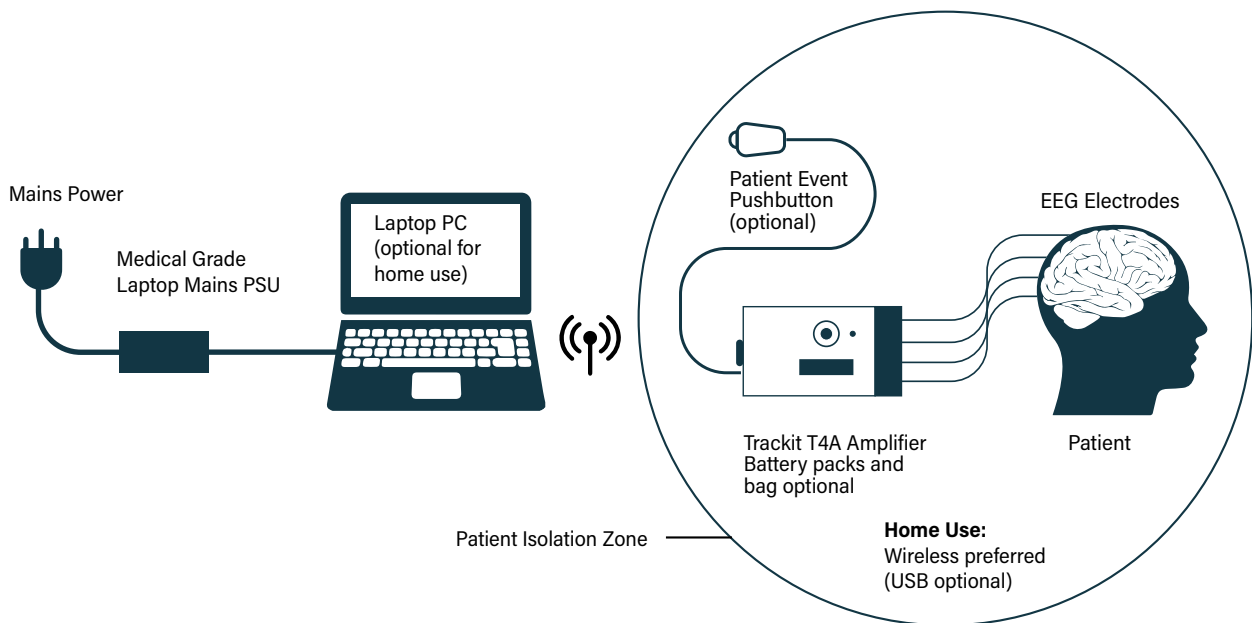 Mains Power
Medical Grade
Laptop Mains PSU
Laptop PC
(optional for
home use)
Patient Event
Pushbutton
(optional)
EEG Electrodes
Trackit T4A Amplifier
Battery packs and
bag optional
Patient
Patient Isolation Zone
Home Use:
Wireless preferred
(USB optional)